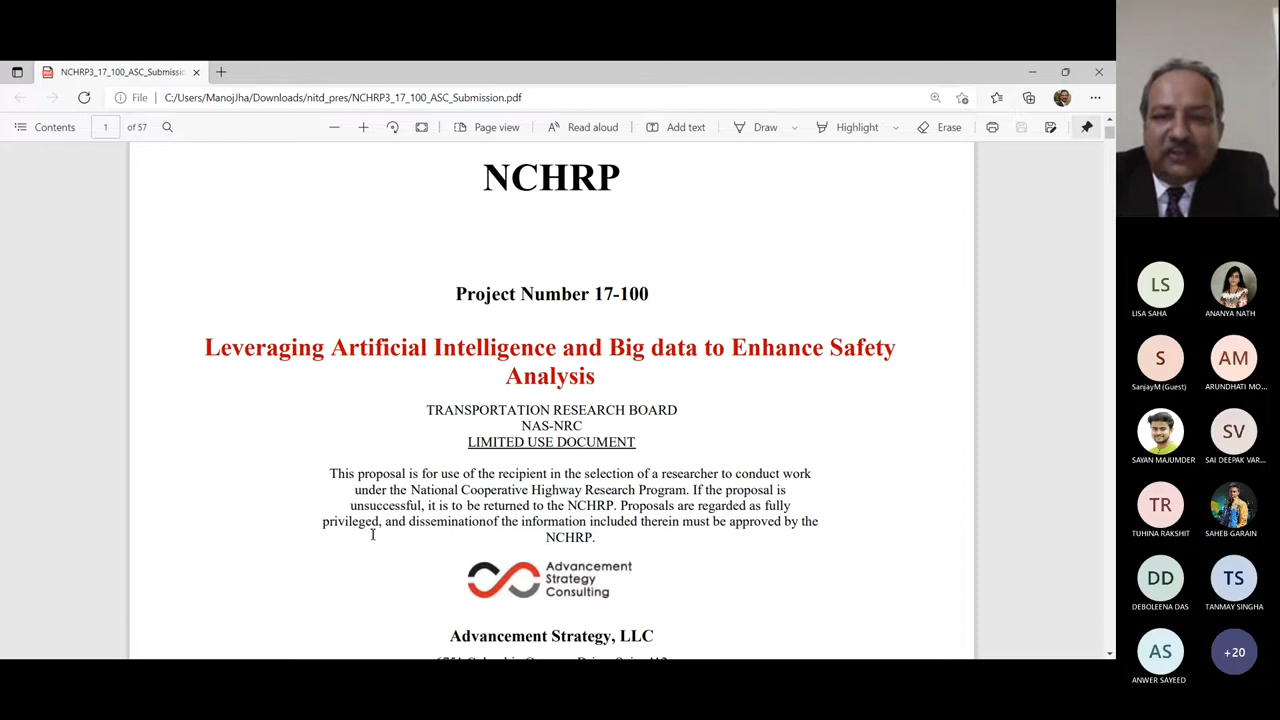 NCHRP3_17_100_ASC_Submissi
File
C:/Users/ManojJha/Downloads/nitd_pres/NCHRP3_17_100_ASC_Submission.pdf
Contents
1
of 57
Page view
Read aloud
Add text
Draw
Highlight
Erase
NCHRP
Project Number 17-100
Leveraging Artificial Intelligence and Big data to Enhance Safety
Analysis
TRANSPORTATION RESEARCH BOARD
NAS-NRC
LIMITED USE DOCUMENT
This proposal is for use of the recipient in the selection of a researcher to conduct work
under the National Cooperative Highway Research Program. If the proposal is
unsuccessful, it is to be returned to the NCHRP. Proposals are regarded as fully
privileged, and disseminationof the information included therein must be approved by the
NCHRP.
Advancement
Strategy
Consulting
Advancement Strategy, LLC
LS
LISA SAHA
ANANYA NATH
S
SanjayM (Guest)
AM
ARUNDHATI MO...
SAYAN MAJUMDER
SV
SAI DEEPAK VAR...
TR
TUHINA RAKSHIT
SAHEB GARAIN
DD
DEBOLEENA DAS
TS
TANMAY SINGHA
AS
ANWER SAYEED
+20